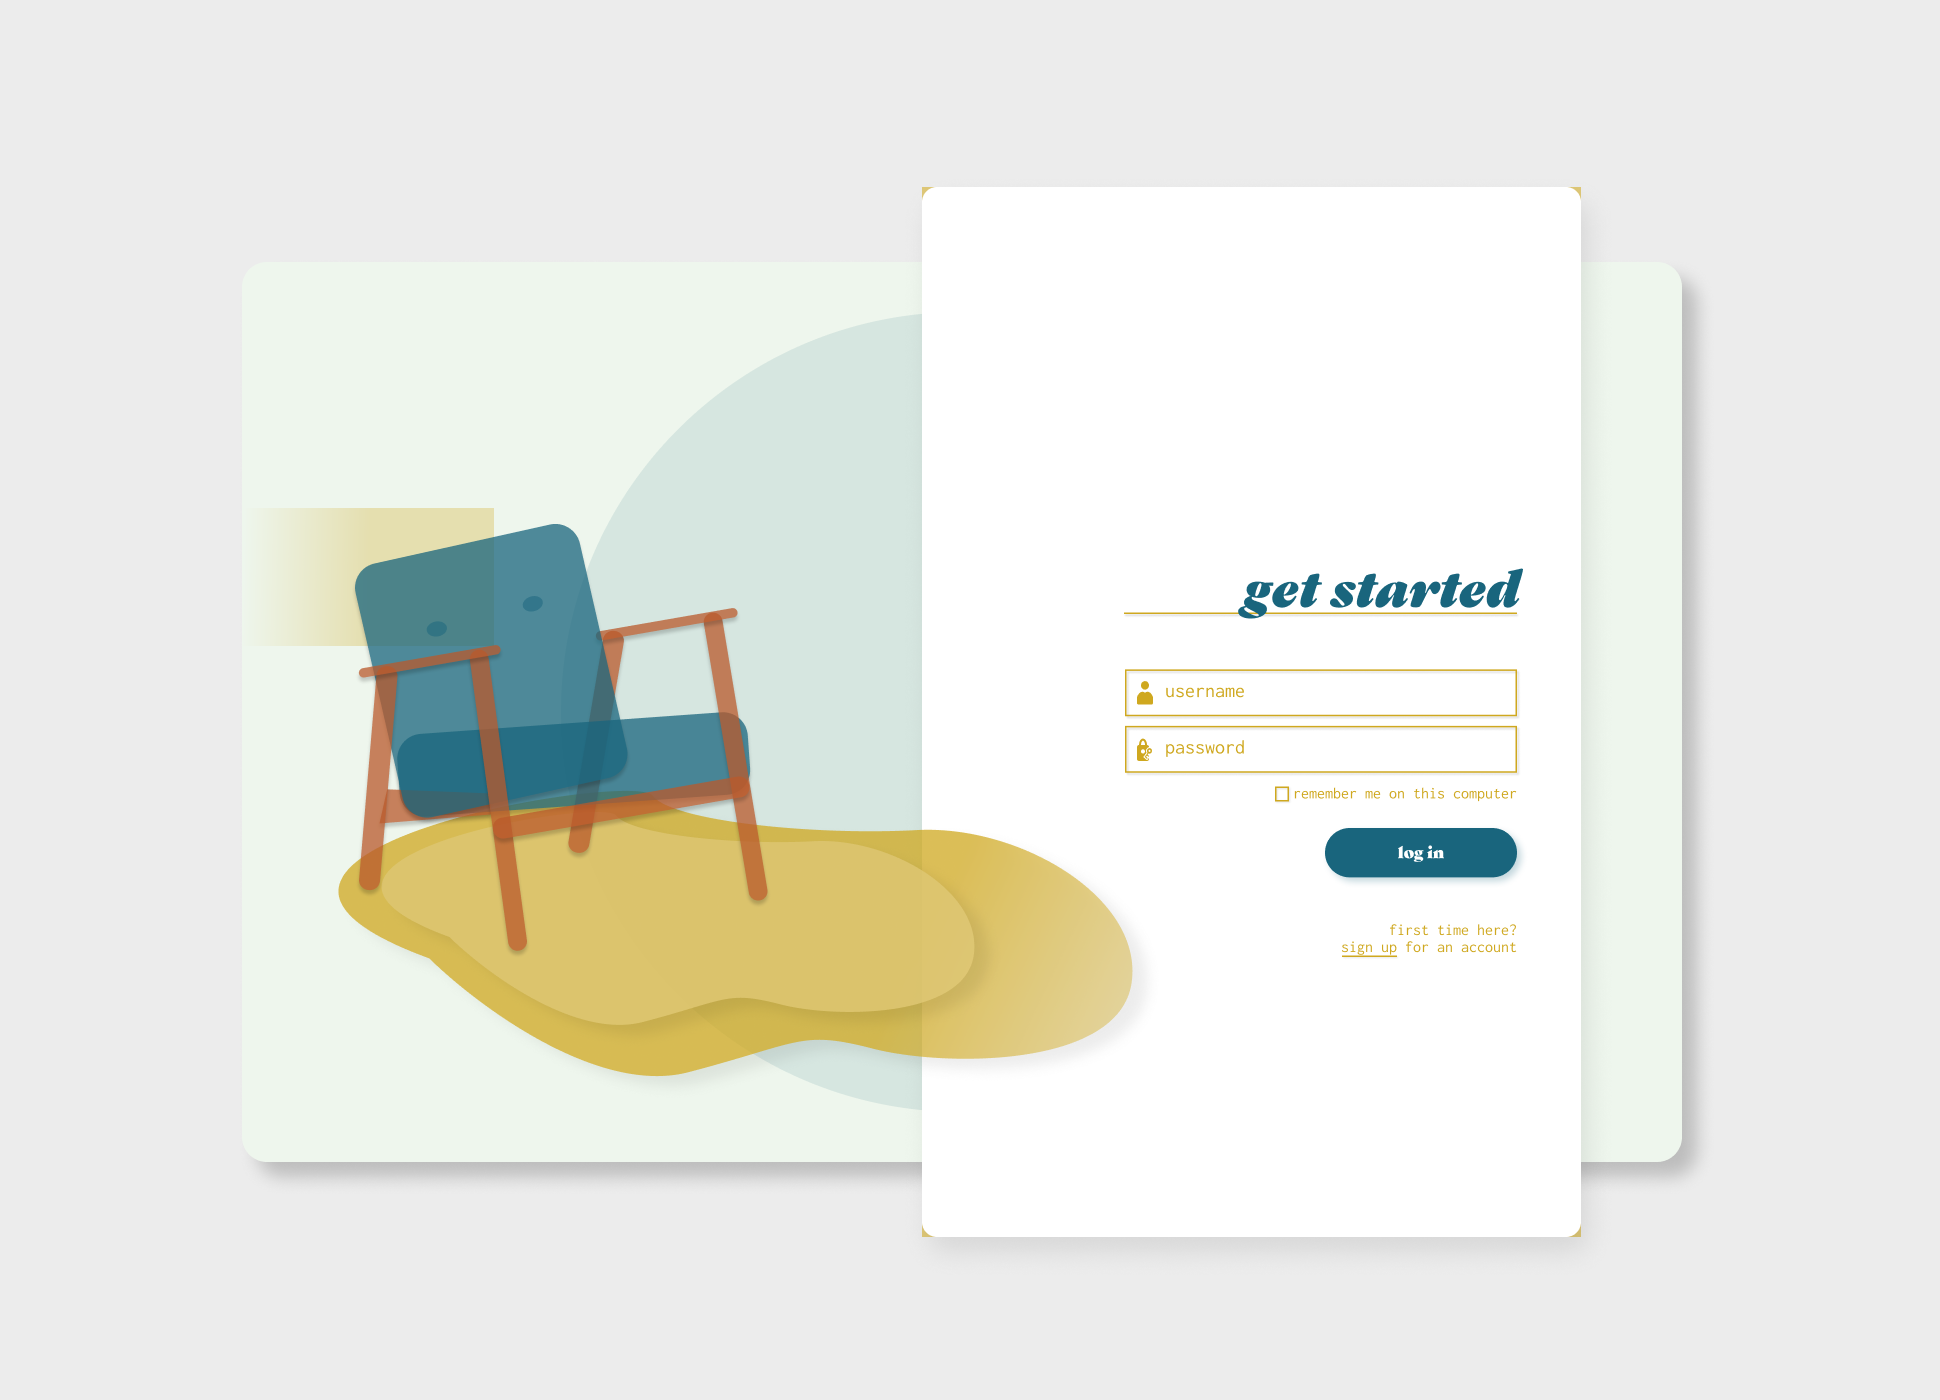 get started
username
password
remember me on this computer
log in
first time here?
sign up for an account